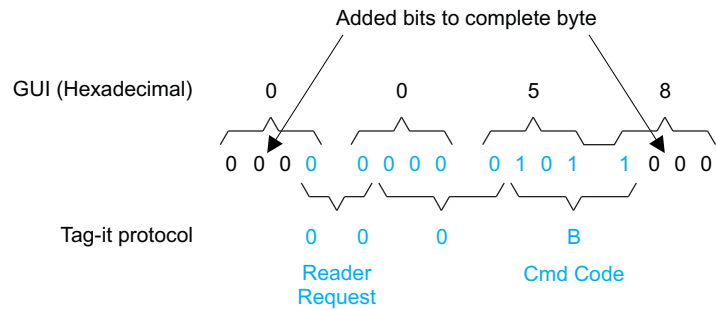 Added bits to complete byte
GUI (Hexadecimal) 0 0 5 8
0 0 0 0 0 0 0 0 0 1 0 1 1 0 0 0
Tag-it protocol 0 0 0 B
Reader Request
Cmd Code